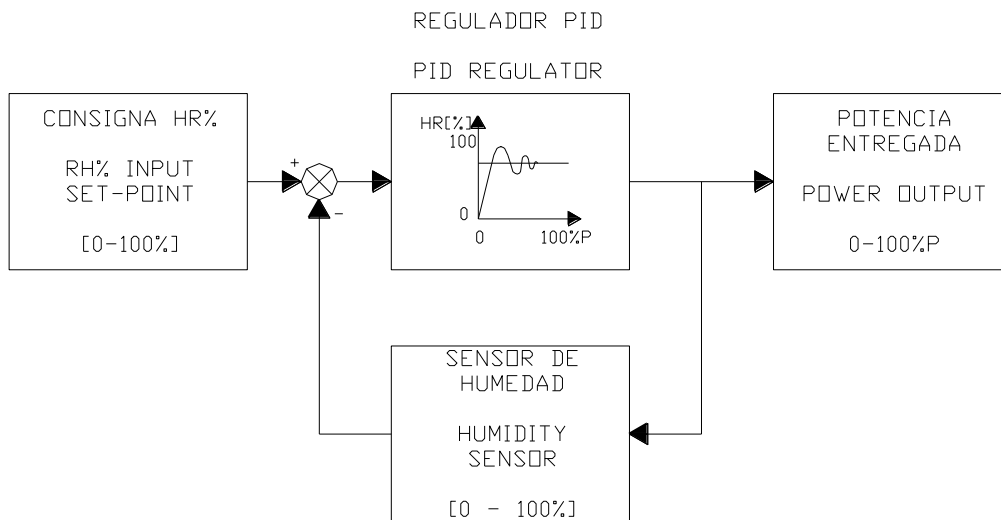 REGULADOR PID
PID REGULATOR
CONSIGNA HR%
RH% INPUT
SET-POINT
[0-100%]
+
-
HR[%]
100
0
0
100%P
POTENCIA
ENTREGADA
POWER OUTPUT
0-100%P
SENSOR DE
HUMEDAD
HUMIDITY
SENSOR
[0 - 100%]